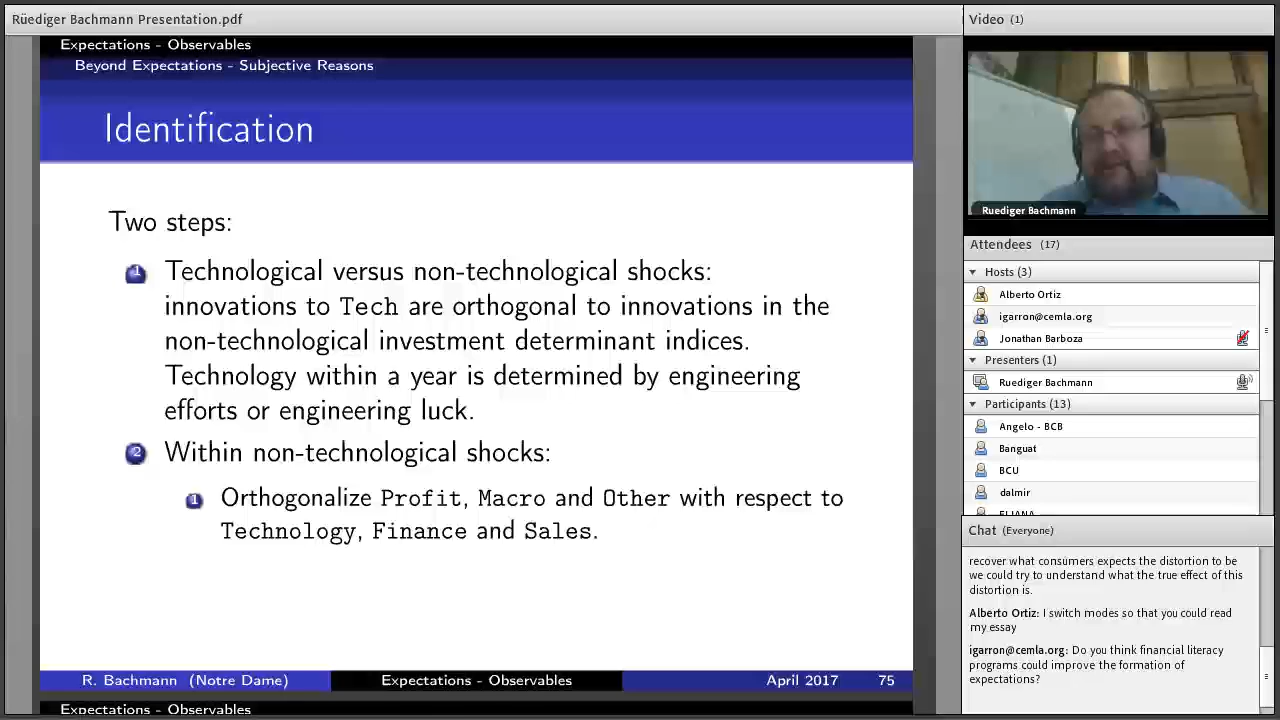 Rüediger Bachmann Presentation.pdf
Expectations - Observables
Beyond Expectations - Subjective Reasons
Identification
Two steps:
1 Technological versus non-technological shocks:
innovations to Tech are orthogonal to innovations in the
non-technological investment determinant indices.
Technology within a year is determined by engineering
efforts or engineering luck.
2 Within non-technological shocks:
1 Orthogonalize Profit, Macro and Other with respect to
Technology, Finance and Sales.
R. Bachmann (Notre Dame) Expectations - Observables April 2017 75
Expectations - Observables
Video (1)
Ruediger Bachmann
Attendees (17)
Hosts (3)
Alberto Ortiz
igarron@cemla.org
Jonathan Barboza
Presenters (1)
Ruediger Bachmann
Participants (13)
Angelo - BCB
Banguat
BCU
dalmir
ELIANA
Chat (Everyone)
recover what consumers expects the distortion to be
we could try to understand what the true effect of this
distortion is.
Alberto Ortiz: I switch modes so that you could read
my essay
igarron@cemla.org: Do you think financial literacy
programs could improve the formation of
expectations?